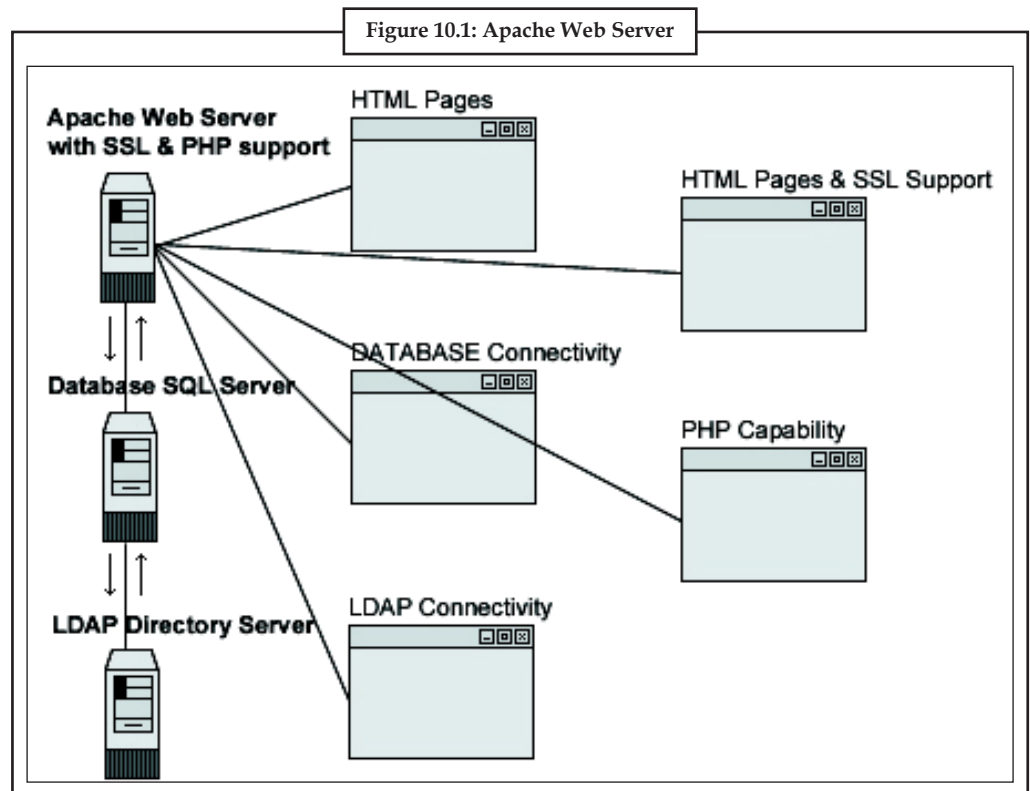 Figure 10.1: Apache Web Server
Apache Web Server
with SSL & PHP support
HTML Pages
HTML Pages & SSL Support
DATABASE Connectivity
Database SQL Server
PHP Capability
LDAP Connectivity
LDAP Directory Server